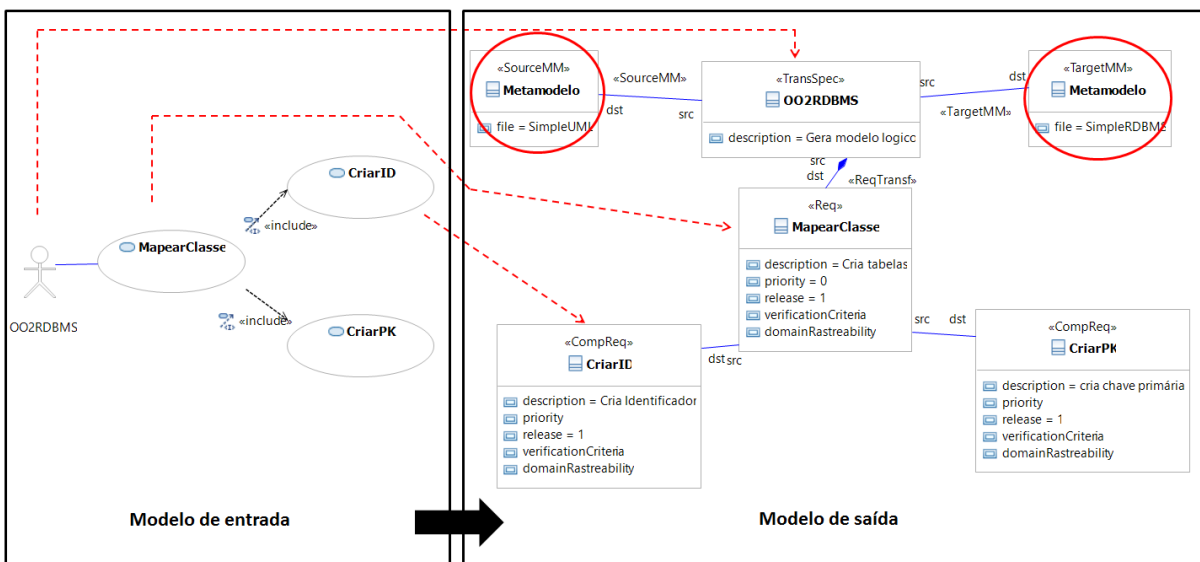 OO2RDBMS
MapearClasse
«include»
CriarID
«include»
CriarPK
Modelo de entrada
«SourceMM»
Metamodelo
file = SimpleUML
«SourceMM»
dst
src
«TransSpec»
OO2RDBMS
description = Gera modelo logico
src
dst
«TargetMM»
«TargetMM»
Metamodelo
file = SimpleRDBMS
src
dst
«ReqTransf»
«Req»
MapearClasse
description = Cria tabelas
priority = 0
release = 1
verificationCriteria
domainRastreability
dst
src
src
dst
«CompReq»
CriarID
description = Cria Identificador
priority
release = 1
verificationCriteria
domainRastreability
«CompReq»
CriarPK
description = cria chave primária
priority
release = 1
verificationCriteria
domainRastreability
Modelo de saída